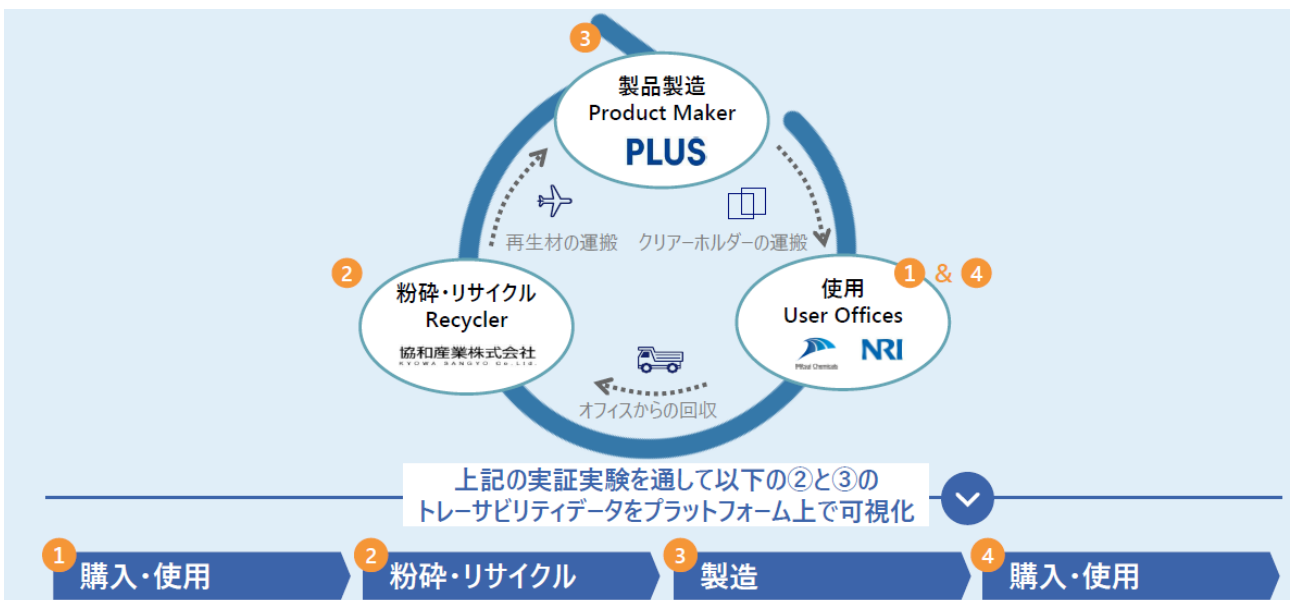 3
製品製造
Product Maker
PLUS
再生材の運搬
クリアーホルダーの運搬
2
粉砕・リサイクル
Recycler
協和産業株式会社
KYOWA SANGYO Co.,Ltd.
1 & 4
使用
User Offices
Mitsui Chemicals
NRI
オフィスからの回収
上記の実証実験を通して以下の②と③の
トレーサビリティデータをプラットフォーム上で可視化
1 購入・使用
2 粉砕・リサイクル
3 製造
4 購入・使用